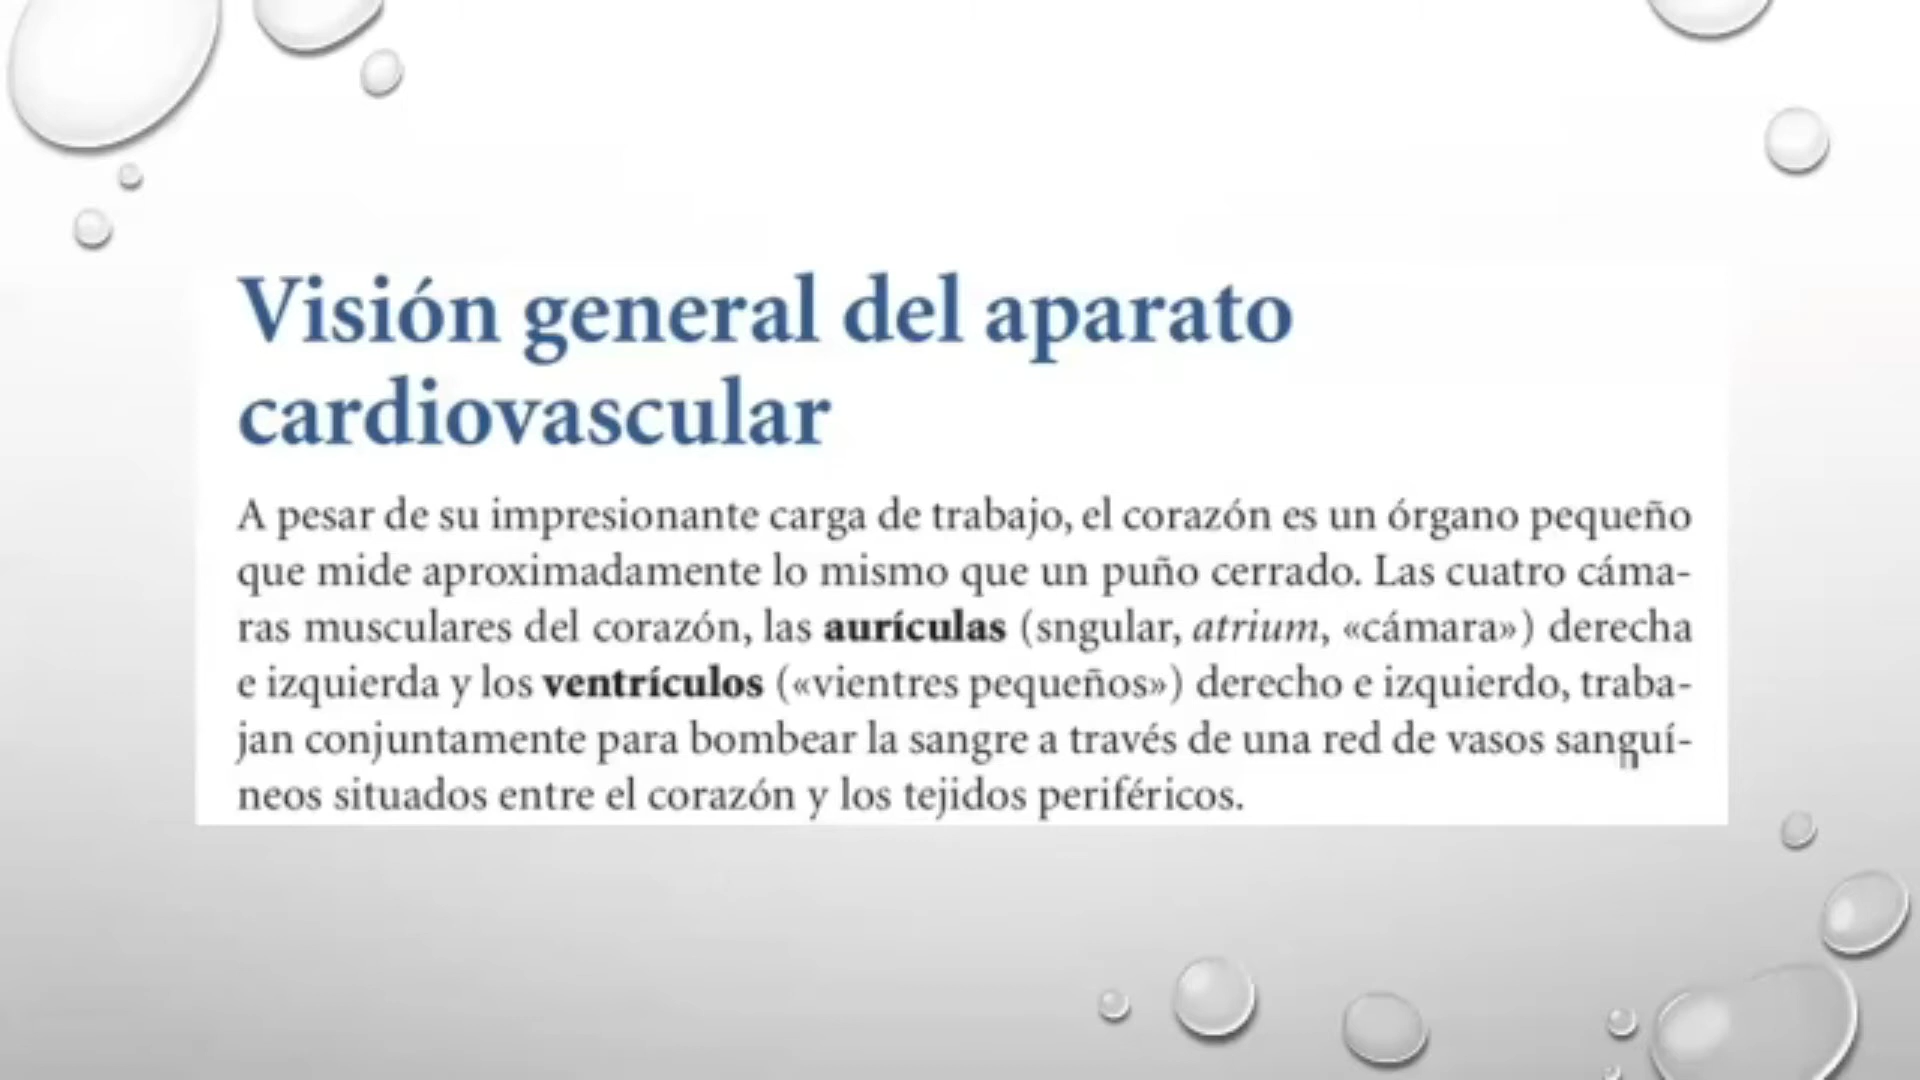 Visión general del aparato
cardiovascular
A pesar de su impresionante carga de trabajo, el corazón es un órgano pequeño
que mide aproximadamente lo mismo que un puño cerrado. Las cuatro cáma-
ras musculares del corazón, las aurículas (sngular, atrium, «cámara») derecha
e izquierda y los ventrículos («vientres pequeños») derecho e izquierdo, traba-
jan conjuntamente para bombear la sangre a través de una red de vasos sanguí-
neos situados entre el corazón y los tejidos periféricos.